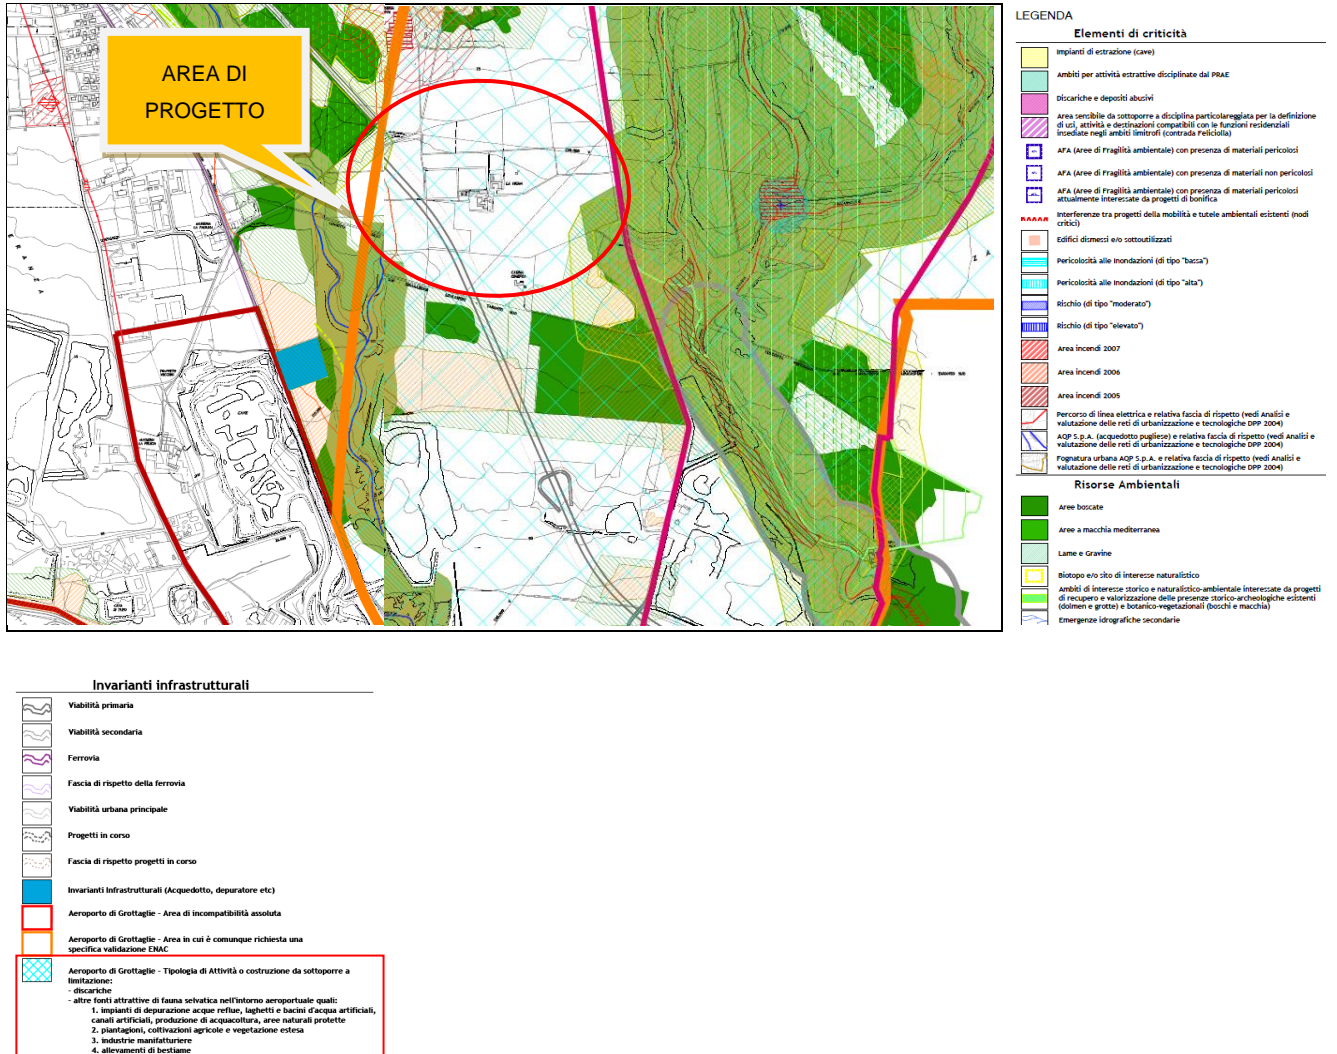 AREA DI
PROGETTO
LEGENDA
Elementi di criticità
Impianti di estrazione (cave)
Ambiti per attività estrattive disciplinate dal PRAE
Discariche e depositi abusivi
Area sensibile da sottoporre a disciplina particolareggiata per la definizione
di usi, attività e destinazioni compatibili con le funzioni residenziali
insediate negli ambiti limitrofi (contrada Feliciolla)
AFA (Aree di Fragilità ambientale) con presenza di materiali pericolosi
AFA (Aree di Fragilità ambientale) con presenza di materiali non pericolosi
AFA (Aree di Fragilità ambientale) con presenza di materiali pericolosi
attualmente interessate da progetti di bonifica
Interferenze tra progetti della mobilità e tutele ambientali esistenti (nodi
critici)
Edifici dismessi e/o sottoutilizzati
Pericolosità alle Inondazioni (di tipo "bassa")
Pericolosità alle Inondazioni (di tipo "alta")
Rischio (di tipo "moderato")
Rischio (di tipo "elevato")
Area incendi 2007
Area incendi 2006
Area incendi 2005
Percorso di linea elettrica e relativa fascia di rispetto (vedi Analisi e
valutazione delle reti di urbanizzazione e tecnologiche DPP 2004)
AQP S.p.A. (acquedotto pugliese) e relativa fascia di rispetto (vedi Analisi e
valutazione delle reti di urbanizzazione e tecnologiche DPP 2004)
Fognatura urbana AQP S.p.A. e relativa fascia di rispetto (vedi Analisi e
valutazione delle reti di urbanizzazione e tecnologiche DPP 2004)
Risorse Ambientali
Aree boscate
Aree a macchia mediterranea
Lame e Gravine
Biotopo e/o sito di interesse naturalistico
Ambiti di interesse storico e naturalistico-ambientale interessate da progetti
di recupero e valorizzazione delle presenze storico-archeologiche esistenti
(dolmen e grotte) e botanico-vegetazionali (boschi e macchia)
Emergenze idrografiche secondarie
Invarianti infrastrutturali
Viabilità primaria
Viabilità secondaria
Ferrovia
Fascia di rispetto della ferrovia
Viabilità urbana principale
Progetti in corso
Fascia di rispetto progetti in corso
Invarianti Infrastrutturali (Acquedotto, depuratore etc)
Aeroporto di Grottaglie - Area di incompatibilità assoluta
Aeroporto di Grottaglie - Area in cui è comunque richiesta una
specifica validazione ENAC
Aeroporto di Grottaglie - Tipologia di Attività o costruzione da sottoporre a
limitazione:
- discariche
- altre fonti attrattive di fauna selvatica nell'intorno aeroportuale quali:
1. impianti di depurazione acque reflue, laghetti e bacini d'acqua artificiali,
canali artificiali, produzione di acquacoltura, aree naturali protette
2. piantagioni, coltivazioni agricole e vegetazione estesa
3. industrie manifatturiere
4. allevamenti di bestiame